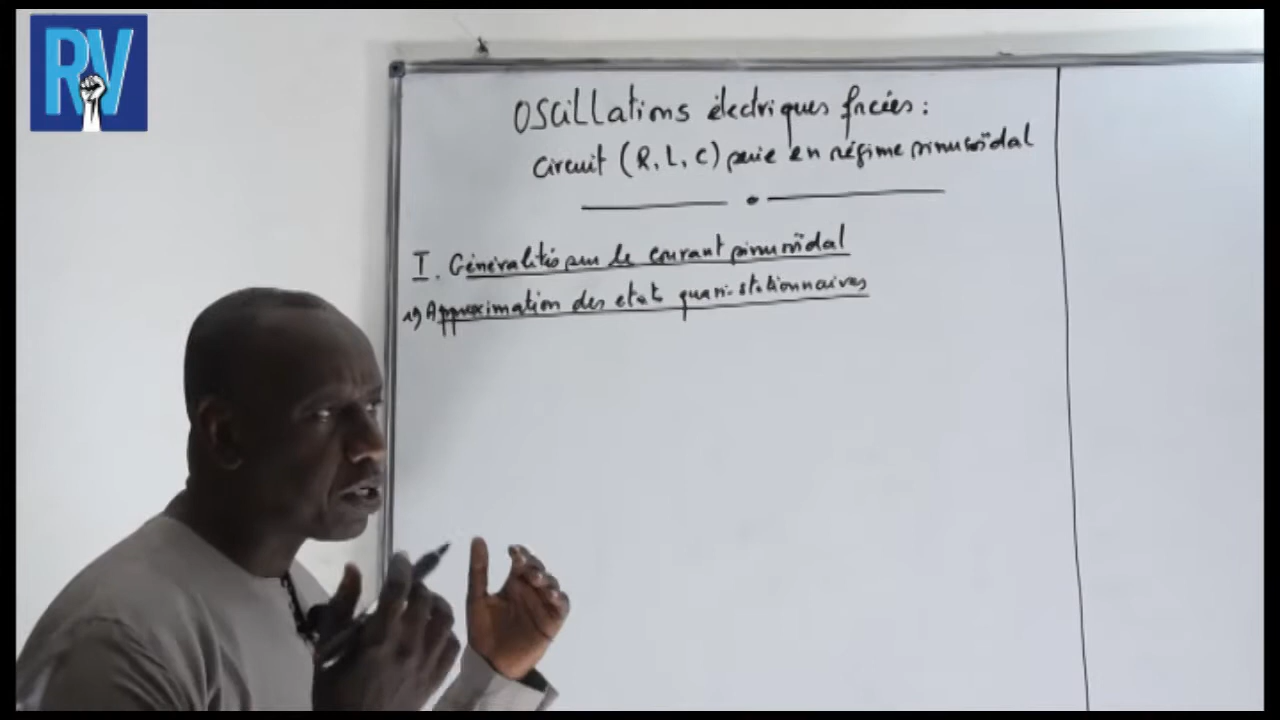 RV
Oscillations électriques forcées :
Circuit (R, L, C) série en régime sinusoïdal
I. Généralités sur le courant sinusoïdal
1) Approximation des etats quasi-stationnaires